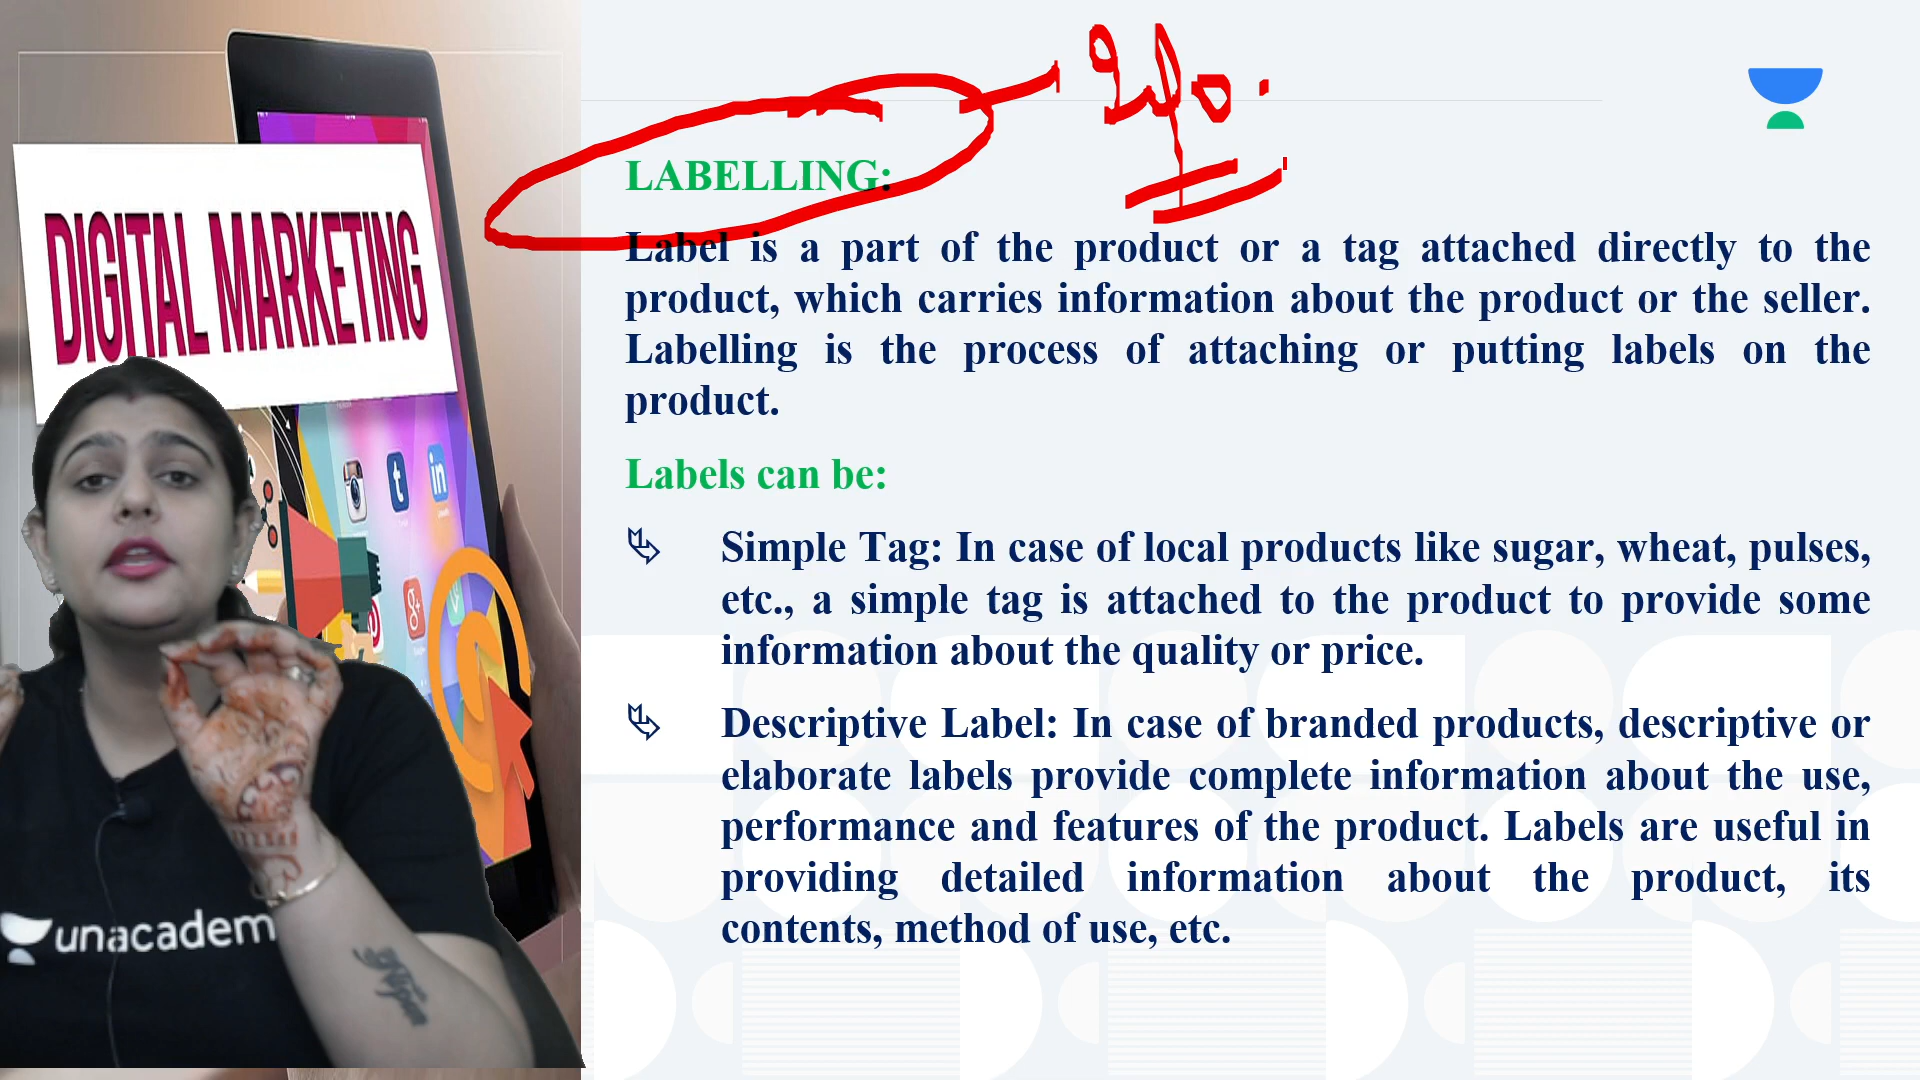 Info.
DIGITAL MARKETING
LABELLING:
Label is a part of the product or a tag attached directly to the
product, which carries information about the product or the seller.
Labelling is the process of attaching or putting labels on the
product.
Labels can be:
Simple Tag: In case of local products like sugar, wheat, pulses,
etc., a simple tag is attached to the product to provide some
information about the quality or price.
Descriptive Label: In case of branded products, descriptive or
elaborate labels provide complete information about the use,
performance and features of the product. Labels are useful in
providing detailed information about the product, its
contents, method of use, etc.
unacadem